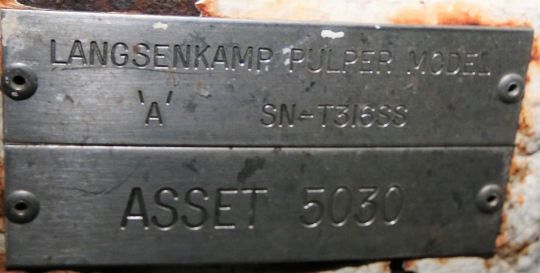 LANGSENKAMP PULPER MODEL
'A' SN-T316SS
ASSET 5030